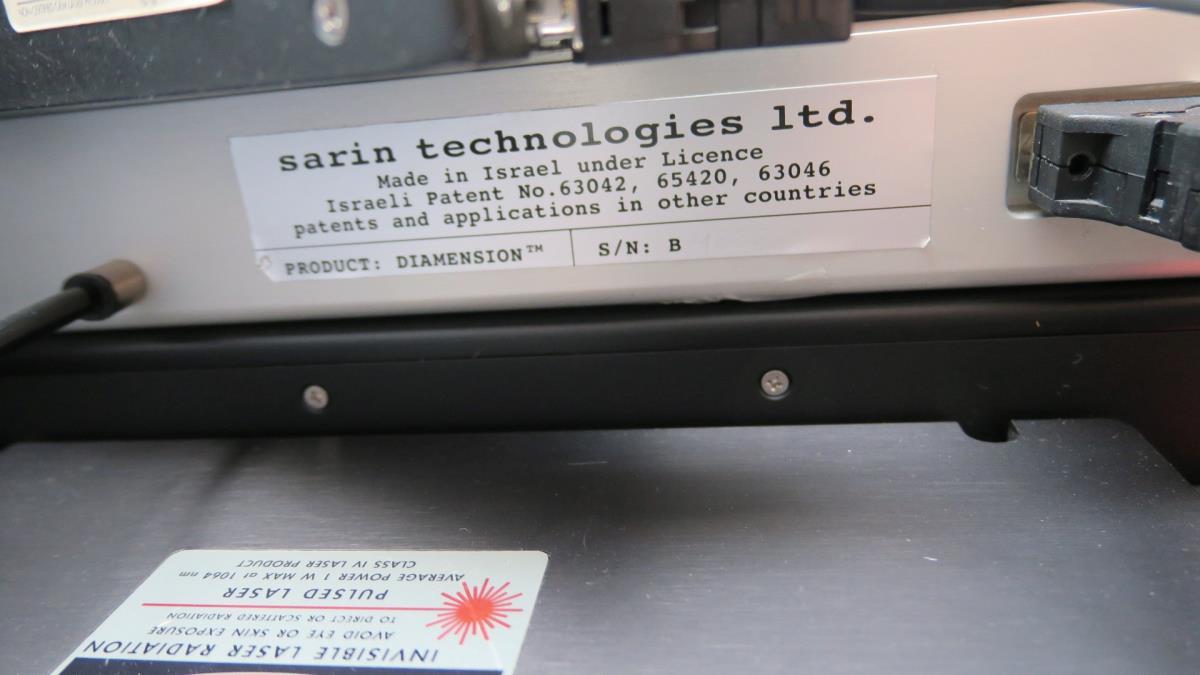 sarin technologies ltd.
Made in Israel under Licence
Israeli Patent No.63042, 65420, 63046
patents and applications in other countries
PRODUCT: DIAMENSION™ S/N: B
INVISIBLE LASER RADIATION
AVOID EYE OR SKIN EXPOSURE
TO DIRECT OR SCATTERED RADIATION
PULSED LASER
AVERAGE POWER 1 W MAX at 1064 nm
CLASS IV LASER PRODUCT